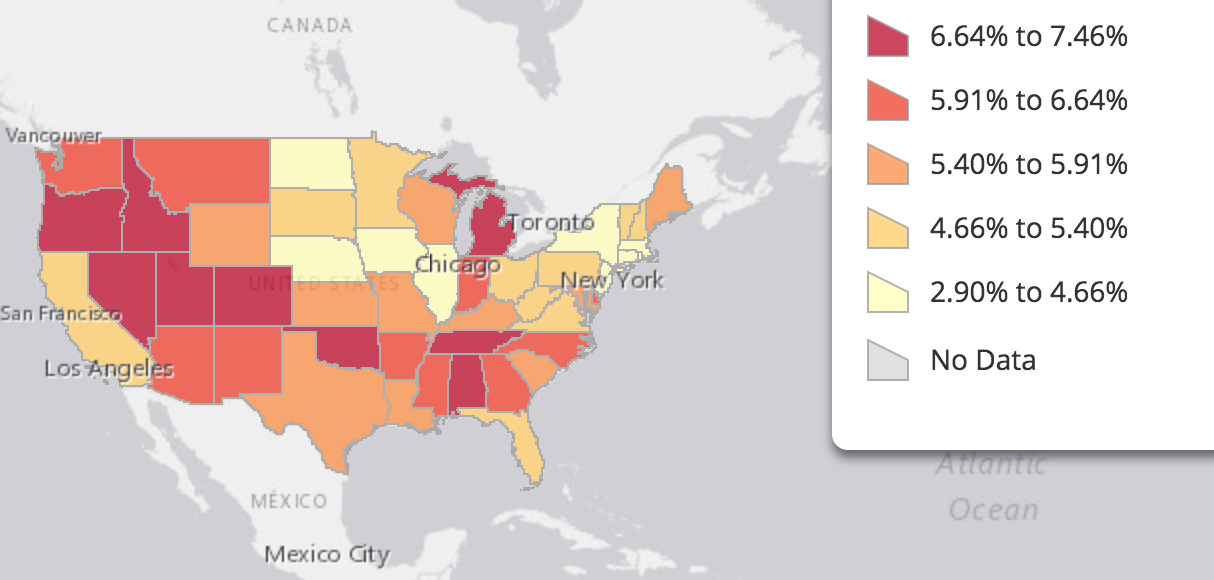 CANADA
6.64% to 7.46%
5.91% to 6.64%
Vancouver
5.40% to 5.91%
Toronto
4.66% to 5.40%
Chicago
UNITED STATES
New York
2.90% to 4.66%
San Francisco
Los Angeles
No Data
Atlantic
Ocean
MÉXICO
Mexico City